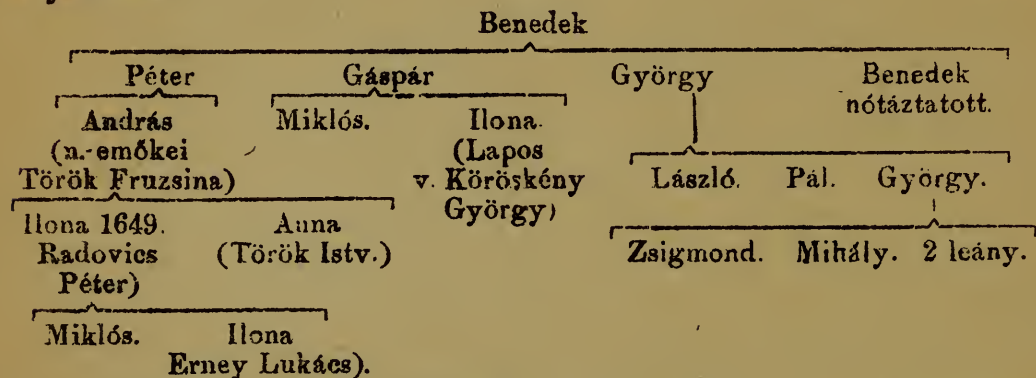 Benedek
Péter Gáspár György Benedek
nótáztatott.
András Miklós. Ilona.
(n.-emőkei (Lapos
Török Fruzsina) v. Köröskény László. Pál. György.
György)
Ilona 1649. Anna
Radovics (Török Istv.) Zsigmond. Mihály. 2 leány.
Péter)
Miklós. Ilona
Erney Lukács).